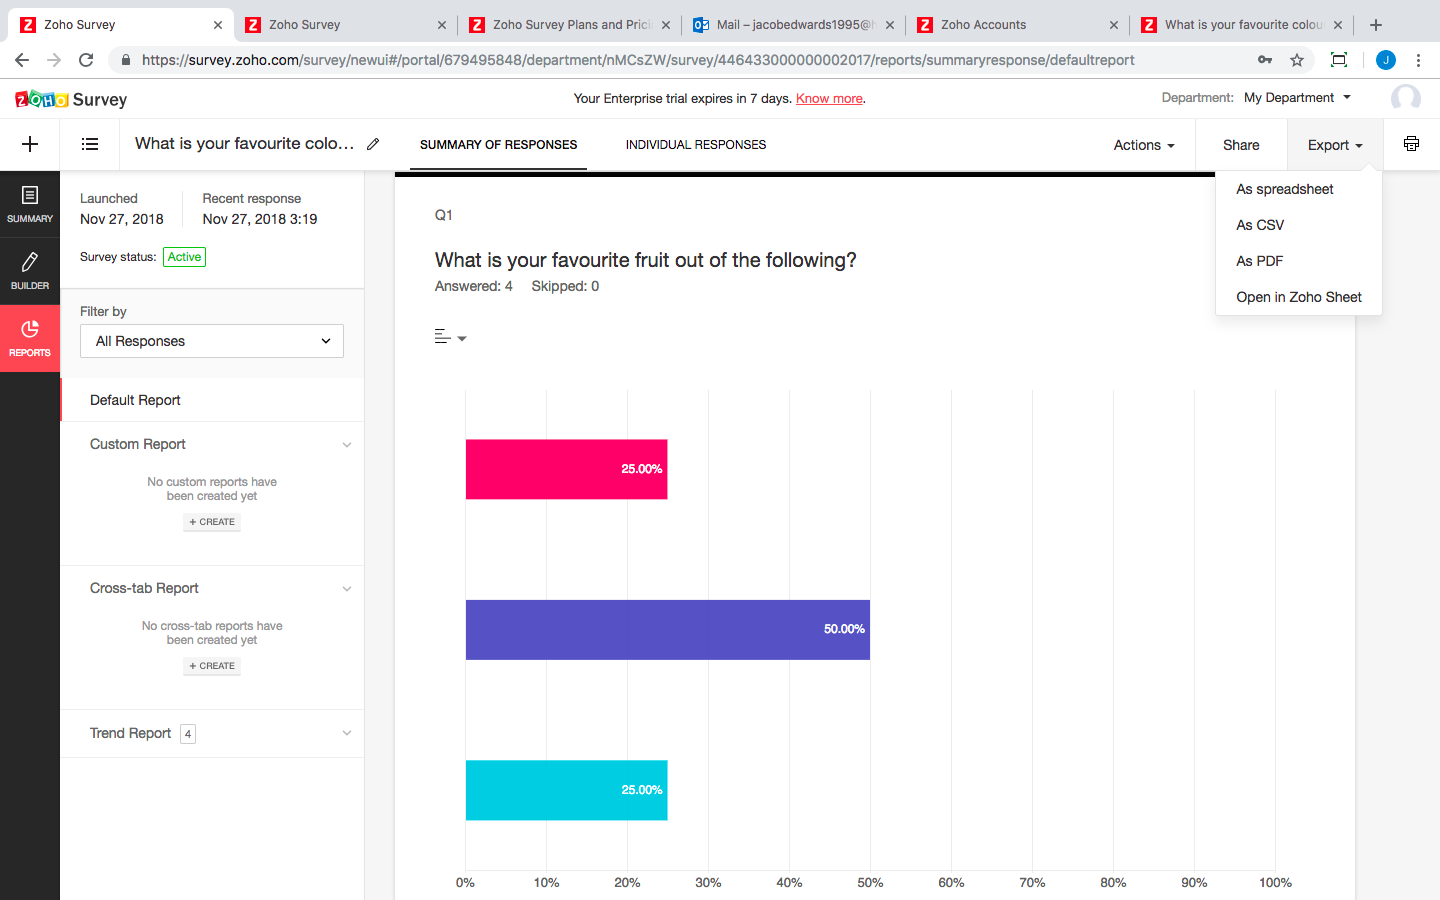 Zoho Survey
Zoho Survey
Zoho Survey Plans and Prici
Mail – jacobedwards1995@h
Zoho Accounts
What is your favourite colou
https://survey.zoho.com/survey/newui#/portal/679495848/department/nMCsZW/survey/446433000000002017/reports/summaryresponse/defaultreport
J
ZOHO Survey
Your Enterprise trial expires in 7 days. Know more.
Department: My Department
What is your favourite colo...
SUMMARY OF RESPONSES
INDIVIDUAL RESPONSES
Actions
Share
Export
As spreadsheet
As CSV
As PDF
Open in Zoho Sheet
SUMMARY
BUILDER
REPORTS
Launched
Nov 27, 2018
Recent response
Nov 27, 2018 3:19
Survey status: Active
Filter by
All Responses
Default Report
Custom Report
No custom reports have
been created yet
+ CREATE
Cross-tab Report
No cross-tab reports have
been created yet
+ CREATE
Trend Report 4
Q1
What is your favourite fruit out of the following?
Answered: 4 Skipped: 0
25.00%
50.00%
25.00%
0% 10% 20% 30% 40% 50% 60% 70% 80% 90% 100%